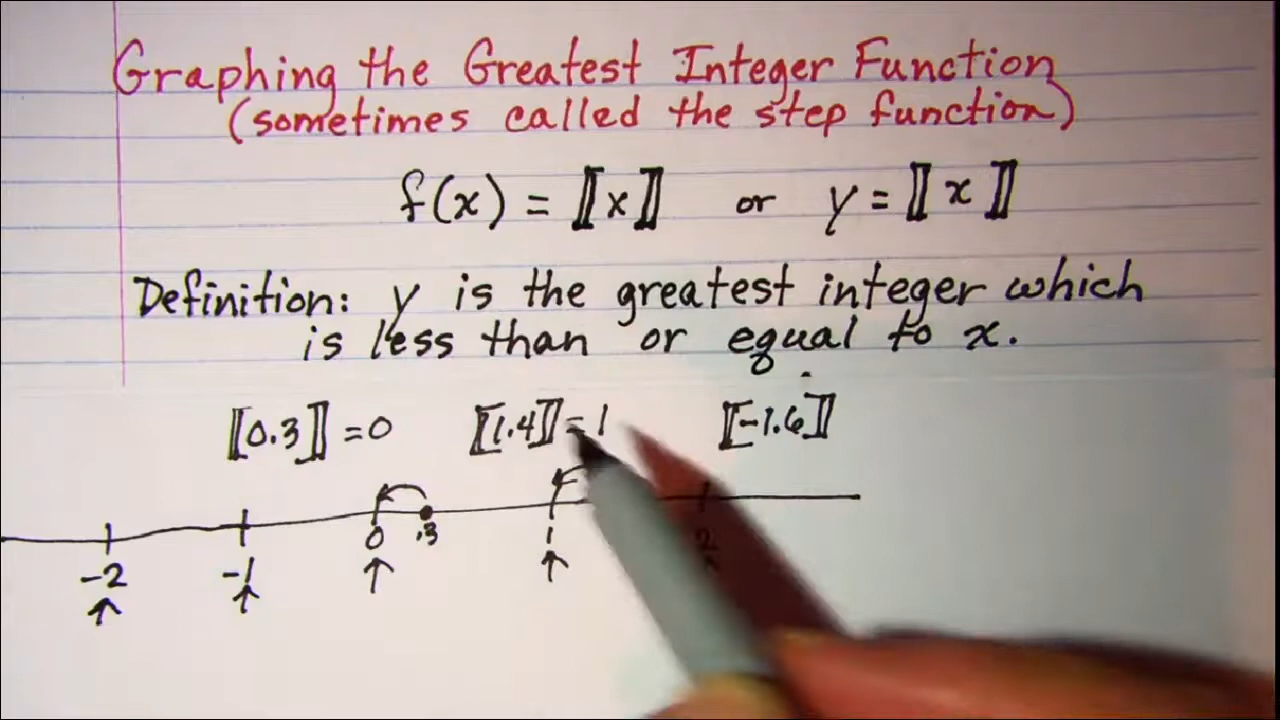 Graphing the Greatest Integer Function
(sometimes called the step function)
f(x) = ⟦x⟧ or y = ⟦x⟧
Definition: y is the greatest integer which
is less than or equal to x.
⟦0.3⟧ = 0 ⟦1.4⟧ = 1 ⟦-1.6⟧
-2 -1 0 .3 1 2